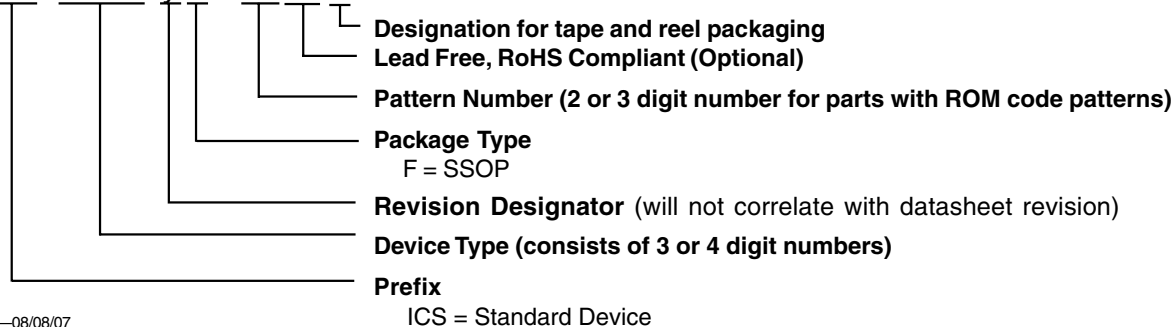 Designation for tape and reel packaging
Lead Free, RoHS Compliant (Optional)
Pattern Number (2 or 3 digit number for parts with ROM code patterns)
Package Type
F = SSOP
Revision Designator (will not correlate with datasheet revision)
Device Type (consists of 3 or 4 digit numbers)
Prefix
ICS = Standard Device
—08/08/07